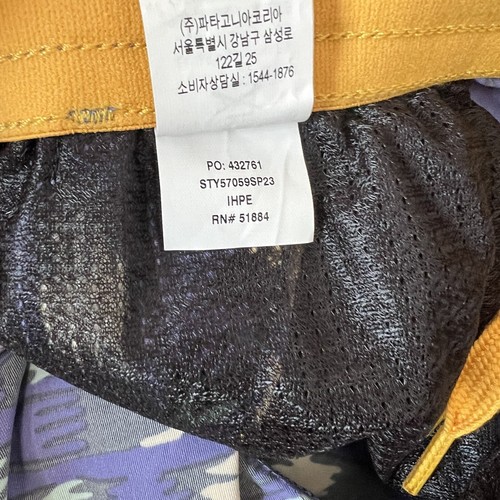 (주)파타고니아코리아
서울특별시 강남구 삼성로
122길 25
소비자상담실 : 1544-1876
PO: 432761
STY57059SP23
IHPE
RN# 51884